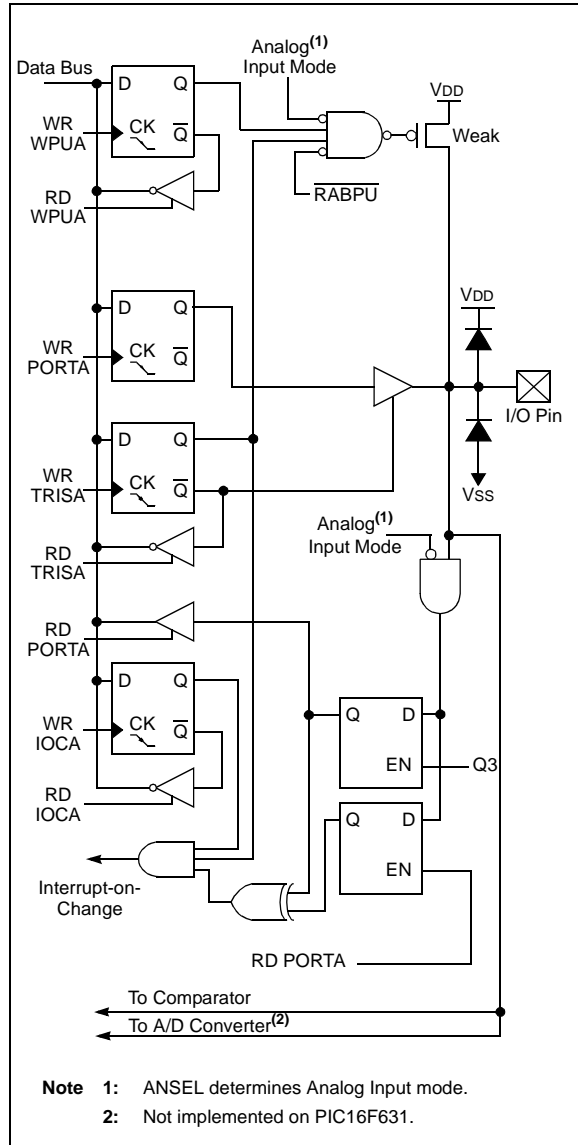 Analog(1)
Input Mode
Data Bus
D Q
VDD
WR
WPUA
CK Q
Weak
RD
WPUA
RABPU
D Q
VDD
WR
PORTA
CK Q
I/O Pin
D Q
WR
TRISA
CK Q
VSS
Analog(1)
Input Mode
RD
TRISA
RD
PORTA
D Q
Q D
WR
IOCA
CK Q
EN
Q3
RD
IOCA
Q D
EN
Interrupt-on-
Change
RD PORTA
To Comparator
To A/D Converter(2)
Note 1: ANSEL determines Analog Input mode.
2: Not implemented on PIC16F631.